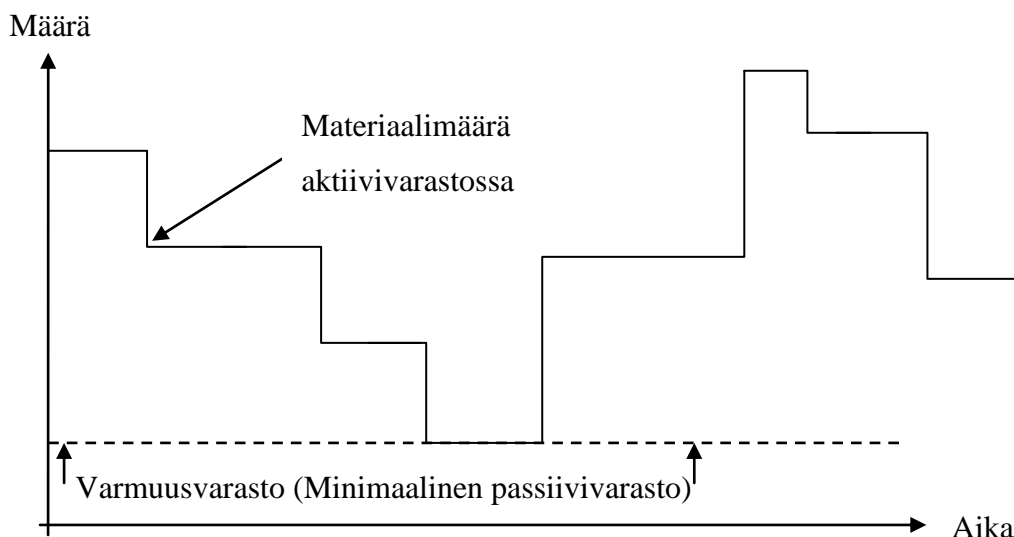 Määrä
Materiaalimäärä
aktiivivarastossa
Varmuusvarasto (Minimaalinen passiivivarasto)
Aika